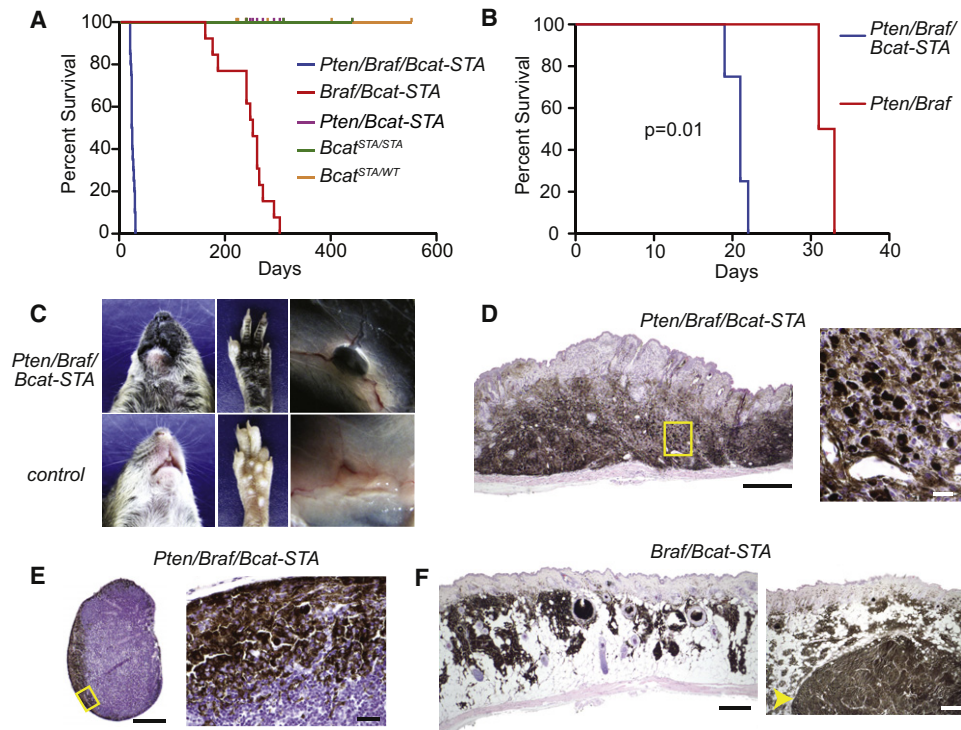 A
Percent Survival
100
80
60
40
20
0
0
200
400
600
Days
Pten/Braf/Bcat-STA
Braf/Bcat-STA
Pten/Bcat-STA
Bcat^STA/STA
Bcat^STA/WT
B
Percent Survival
100
80
60
40
20
0
0
10
20
30
40
Days
p=0.01
Pten/Braf/
Bcat-STA
Pten/Braf
C
Pten/Braf/
Bcat-STA
control
D
Pten/Braf/Bcat-STA
E
Pten/Braf/Bcat-STA
F
Braf/Bcat-STA